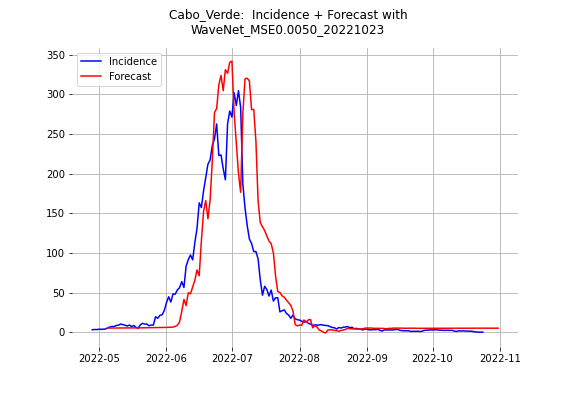 Cabo_Verde:  Incidence + Forecast with
WaveNet_MSE0.0050_20221023
Incidence
Forecast
350
300
250
200
150
100
50
0
2022-05 2022-06 2022-07 2022-08 2022-09 2022-10 2022-11